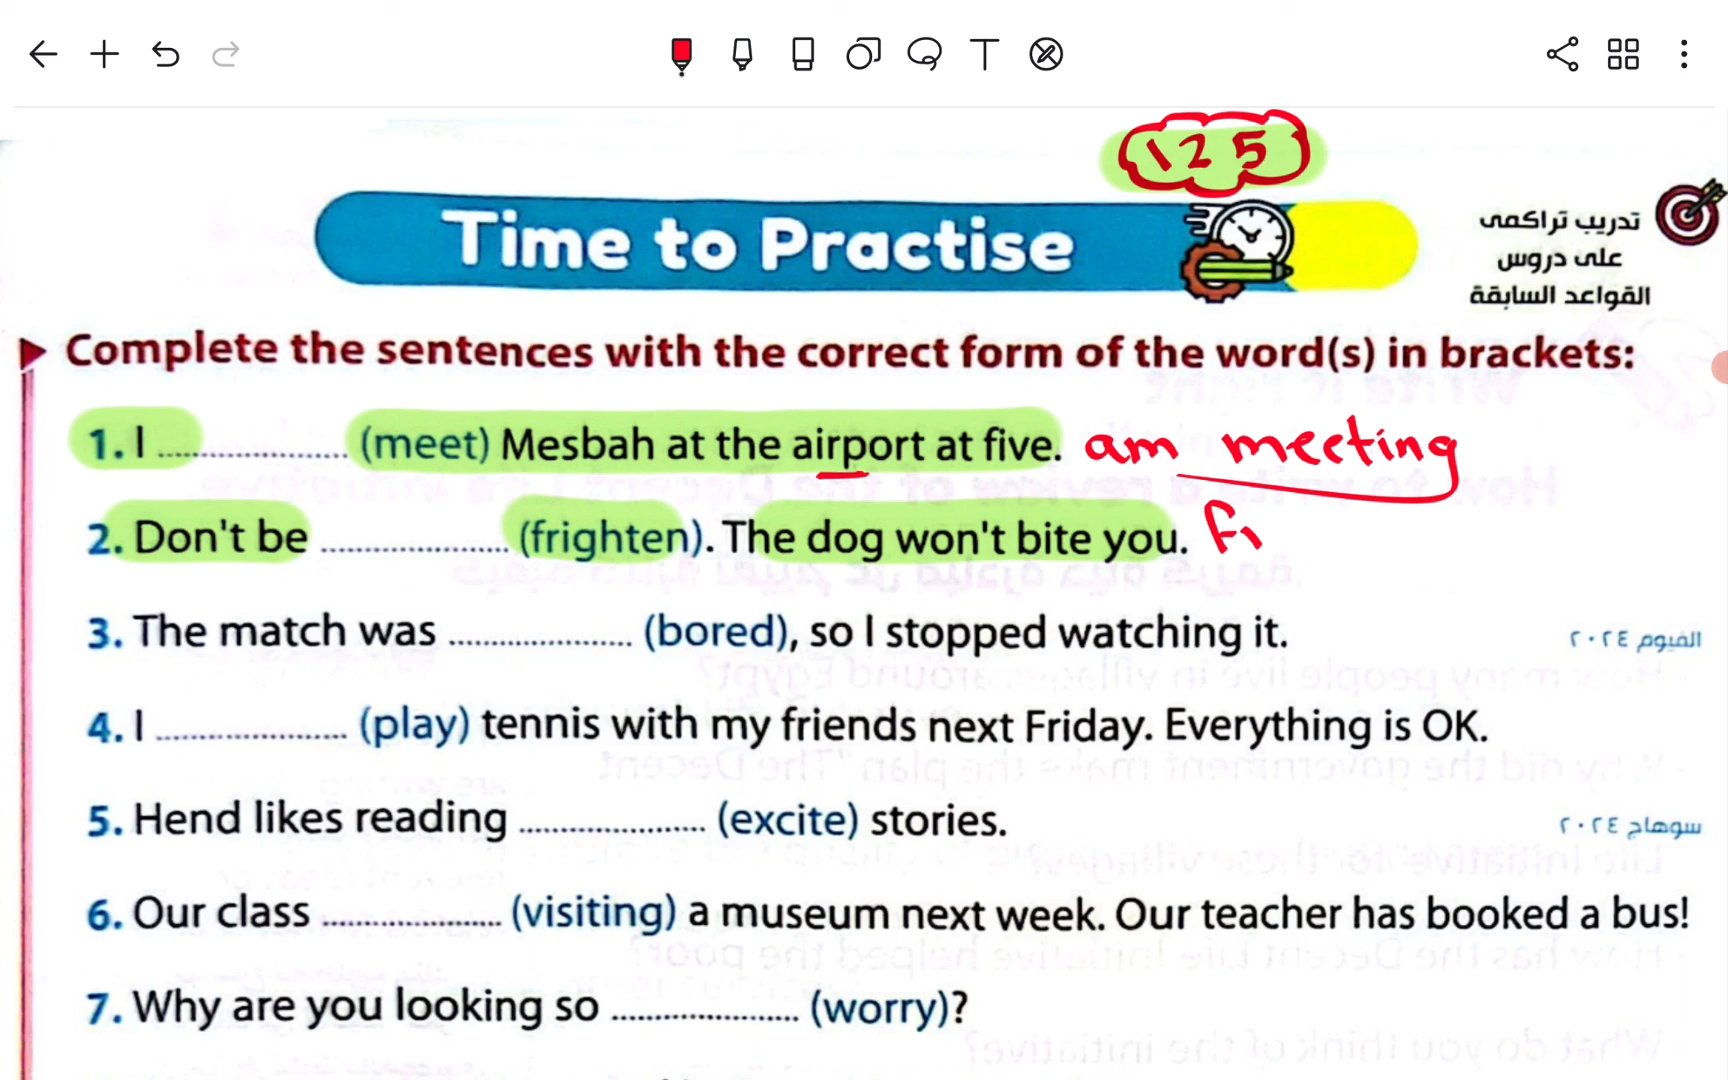 125
Time to Practise
تدريب تراكمى
على دروس
القواعد السابقة
Complete the sentences with the correct form of the word(s) in brackets:
1. I ..................... (meet) Mesbah at the airport at five. am meeting
2. Don't be ..................... (frighten). The dog won't bite you. Fr
3. The match was ..................... (bored), so I stopped watching it. الفيوم ٢٠٢٤
4. I ..................... (play) tennis with my friends next Friday. Everything is OK.
5. Hend likes reading ..................... (excite) stories. سوهاج ٢٠٢٤
6. Our class ..................... (visiting) a museum next week. Our teacher has booked a bus!
7. Why are you looking so ..................... (worry)?